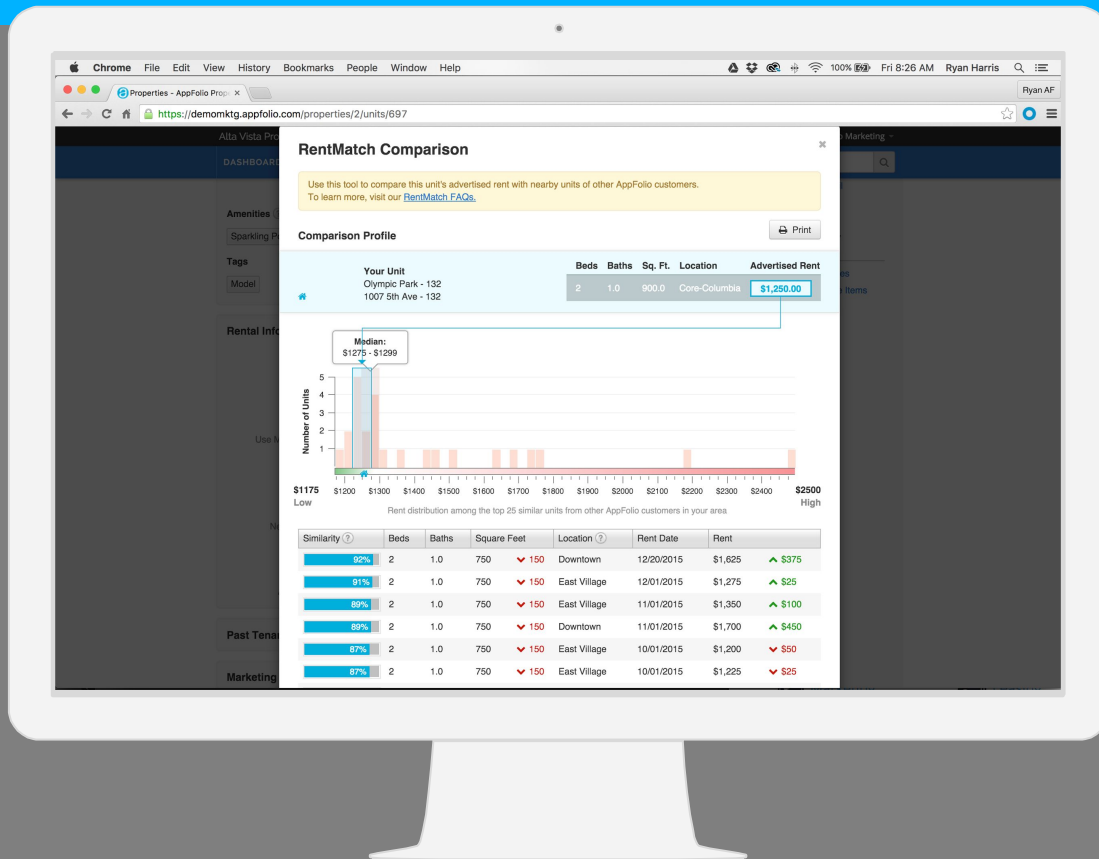 Chrome File Edit View History Bookmarks People Window Help 100% Fri 8:26 AM Ryan Harris
Properties - AppFolio Prop Ryan AF
https://demomktg.appfolio.com/properties/2/units/697
Alta Vista Pro Marketing
DASHBOARD
RentMatch Comparison
Use this tool to compare this unit's advertised rent with nearby units of other AppFolio customers.
To learn more, visit our RentMatch FAQs.
Amenities
Sparkling P
Comparison Profile
Print
Tags
Model
es
e Items
Beds Baths Sq. Ft. Location Advertised Rent
Your Unit
Olympic Park - 132
1007 5th Ave - 132
2 1.0 900.0 Core-Columbia $1,250.00
Rental Info
Median:
$1275 - $1299
Number of Units
5
4
3
2
1
Use M
$1175 $1200 $1300 $1400 $1500 $1600 $1700 $1800 $1900 $2000 $2100 $2200 $2300 $2400 $2500
Low High
Rent distribution among the top 25 similar units from other AppFolio customers in your area
Ne
Similarity ? Beds Baths Square Feet Location ? Rent Date Rent
92% 2 1.0 750 150 Downtown 12/20/2015 $1,625 $375
91% 2 1.0 750 150 East Village 12/01/2015 $1,275 $25
89% 2 1.0 750 150 East Village 11/01/2015 $1,350 $100
89% 2 1.0 750 150 Downtown 11/01/2015 $1,700 $450
87% 2 1.0 750 150 East Village 10/01/2015 $1,200 $50
87% 2 1.0 750 150 East Village 10/01/2015 $1,225 $25
Past Tena
Marketing